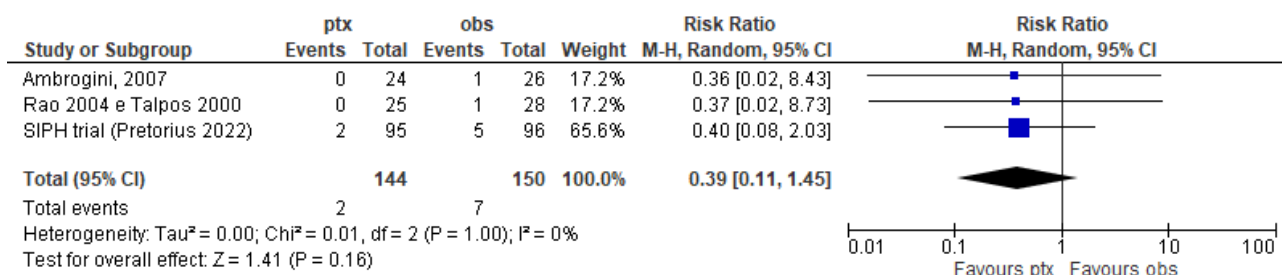 ptx obs Risk Ratio Risk Ratio
Study or Subgroup Events Total Events Total Weight M-H, Random, 95% CI M-H, Random, 95% CI
Ambrogini, 2007 0 24 1 26 17.2% 0.36 [0.02, 8.43]
Rao 2004 e Talpos 2000 0 25 1 28 17.2% 0.37 [0.02, 8.73]
SIPH trial (Pretorius 2022) 2 95 5 96 65.6% 0.40 [0.08, 2.03]
Total (95% CI) 144 150 100.0% 0.39 [0.11, 1.45]
Total events 2 7
Heterogeneity: Tau² = 0.00; Chi² = 0.01, df = 2 (P = 1.00); I² = 0%
Test for overall effect: Z = 1.41 (P = 0.16)
0.01 0.1 1 10 100
Favours ptx Favours obs